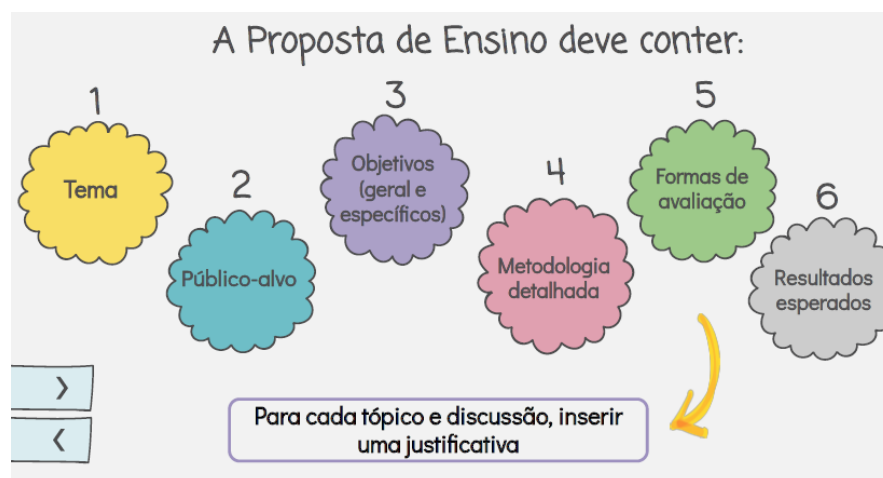 A Proposta de Ensino deve conter:
1
Tema
2
Público-alvo
3
Objetivos
(geral e
específicos)
4
Metodologia
detalhada
5
Formas de
avaliação
6
Resultados
esperados
Para cada tópico e discussão, inserir
uma justificativa